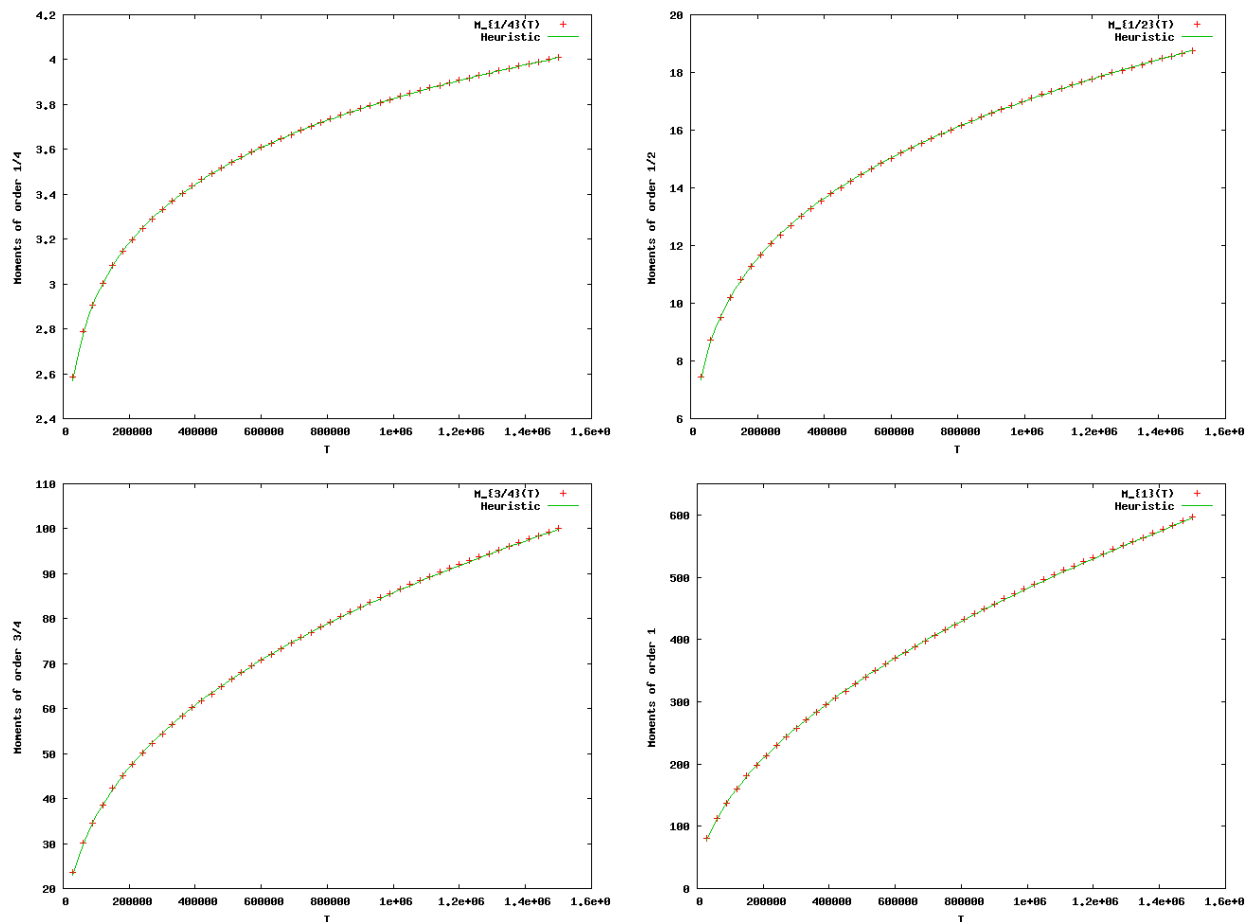 4.2
4
3.8
3.6
3.4
3.2
3
2.8
2.6
2.4
Moments of order 1/4
M_{1/4}(T)
Heuristic
0 200000 400000 600000 800000 1e+06 1.2e+06 1.4e+06 1.6e+0
T
20
18
16
14
12
10
8
6
Moments of order 1/2
M_{1/2}(T)
Heuristic
0 200000 400000 600000 800000 1e+06 1.2e+06 1.4e+06 1.6e+0
T
110
100
90
80
70
60
50
40
30
20
Moments of order 3/4
M_{3/4}(T)
Heuristic
0 200000 400000 600000 800000 1e+06 1.2e+06 1.4e+06 1.6e+0
T
600
500
400
300
200
100
0
Moments of order 1
M_{1}(T)
Heuristic
0 200000 400000 600000 800000 1e+06 1.2e+06 1.4e+06 1.6e+0
T